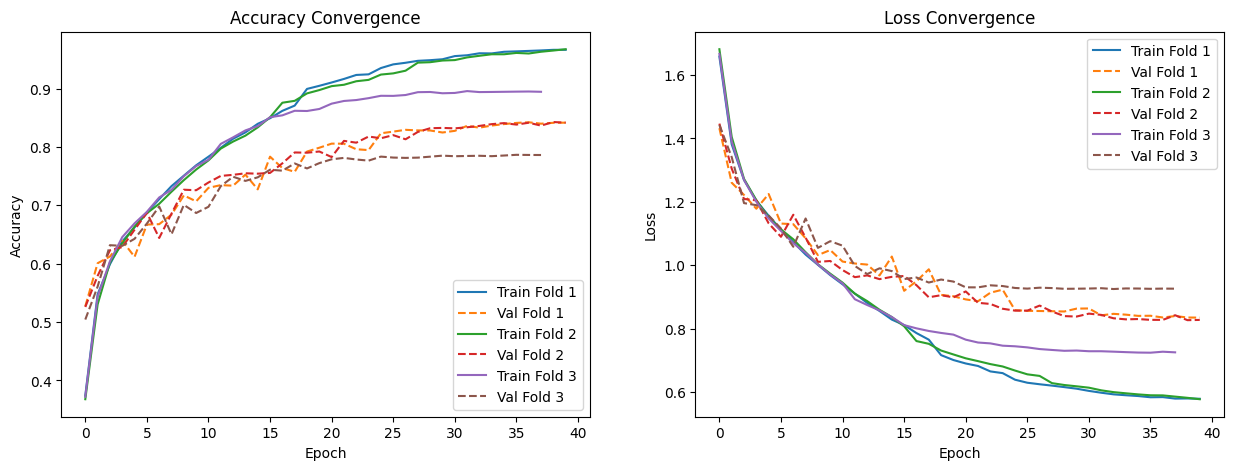 Accuracy Convergence
Accuracy
0.9
0.8
0.7
0.6
0.5
0.4
Train Fold 1
Val Fold 1
Train Fold 2
Val Fold 2
Train Fold 3
Val Fold 3
0 5 10 15 20 25 30 35 40
Epoch
Loss Convergence
Loss
1.6
1.4
1.2
1.0
0.8
0.6
Train Fold 1
Val Fold 1
Train Fold 2
Val Fold 2
Train Fold 3
Val Fold 3
0 5 10 15 20 25 30 35 40
Epoch